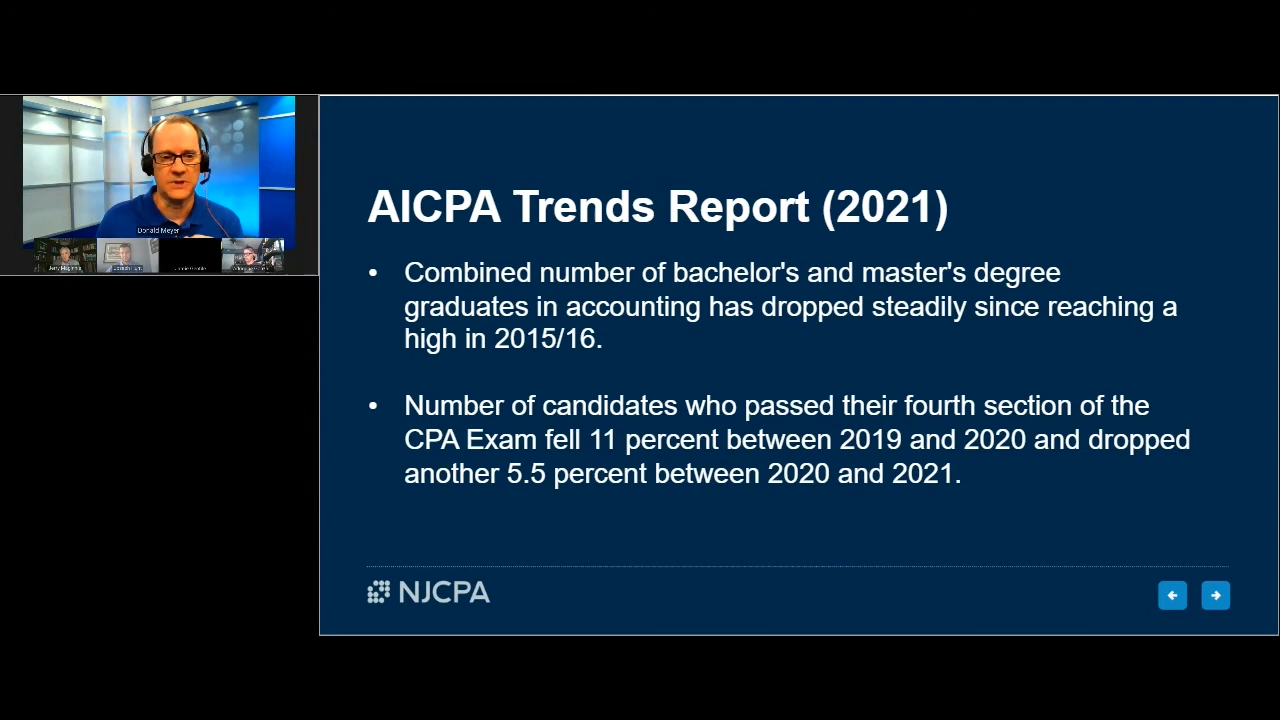 AICPA Trends Report (2021)
• Combined number of bachelor's and master's degree
graduates in accounting has dropped steadily since reaching a
high in 2015/16.
• Number of candidates who passed their fourth section of the
CPA Exam fell 11 percent between 2019 and 2020 and dropped
another 5.5 percent between 2020 and 2021.
NJCPA
Donald Meyer